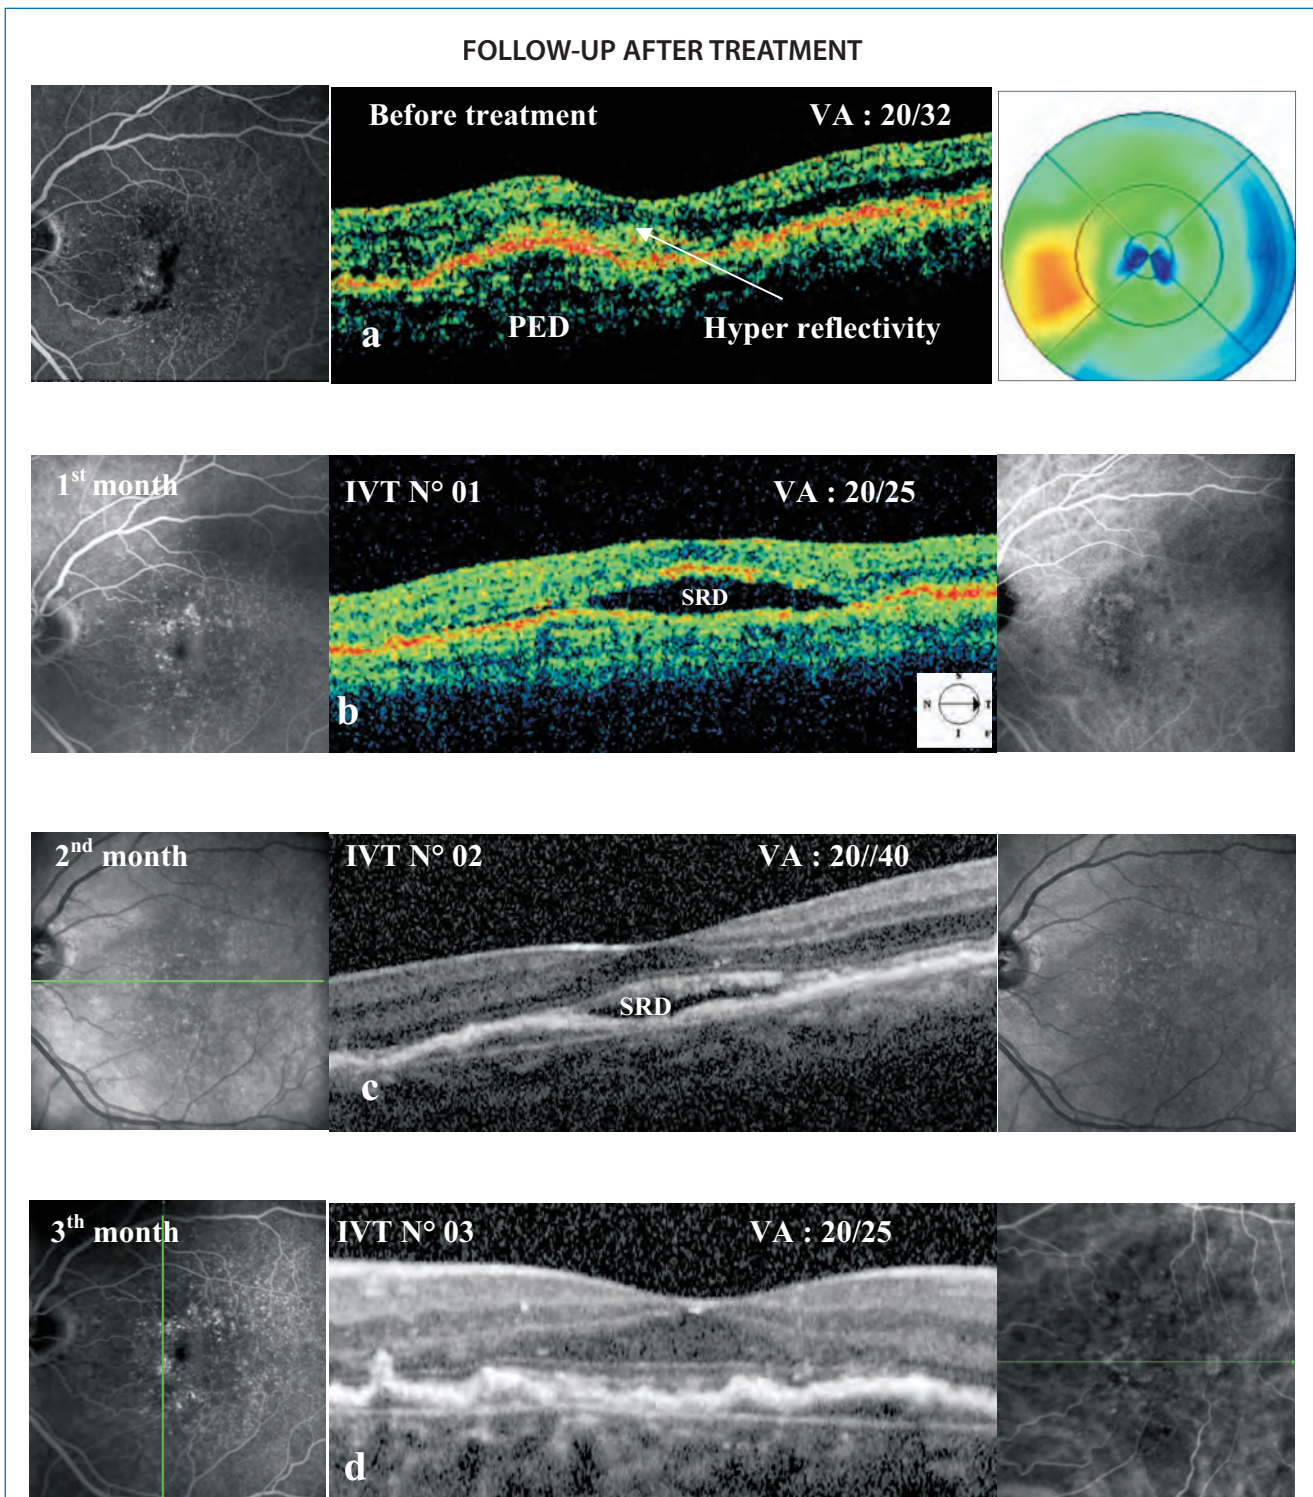 FOLLOW-UP AFTER TREATMENT
Before treatment
VA : 20/32
PED
Hyper reflectivity
a
1st month
IVT N° 01
VA : 20/25
SRD
b
S
N
T
I
2nd month
IVT N° 02
VA : 20//40
SRD
c
3th month
IVT N° 03
VA : 20/25
d